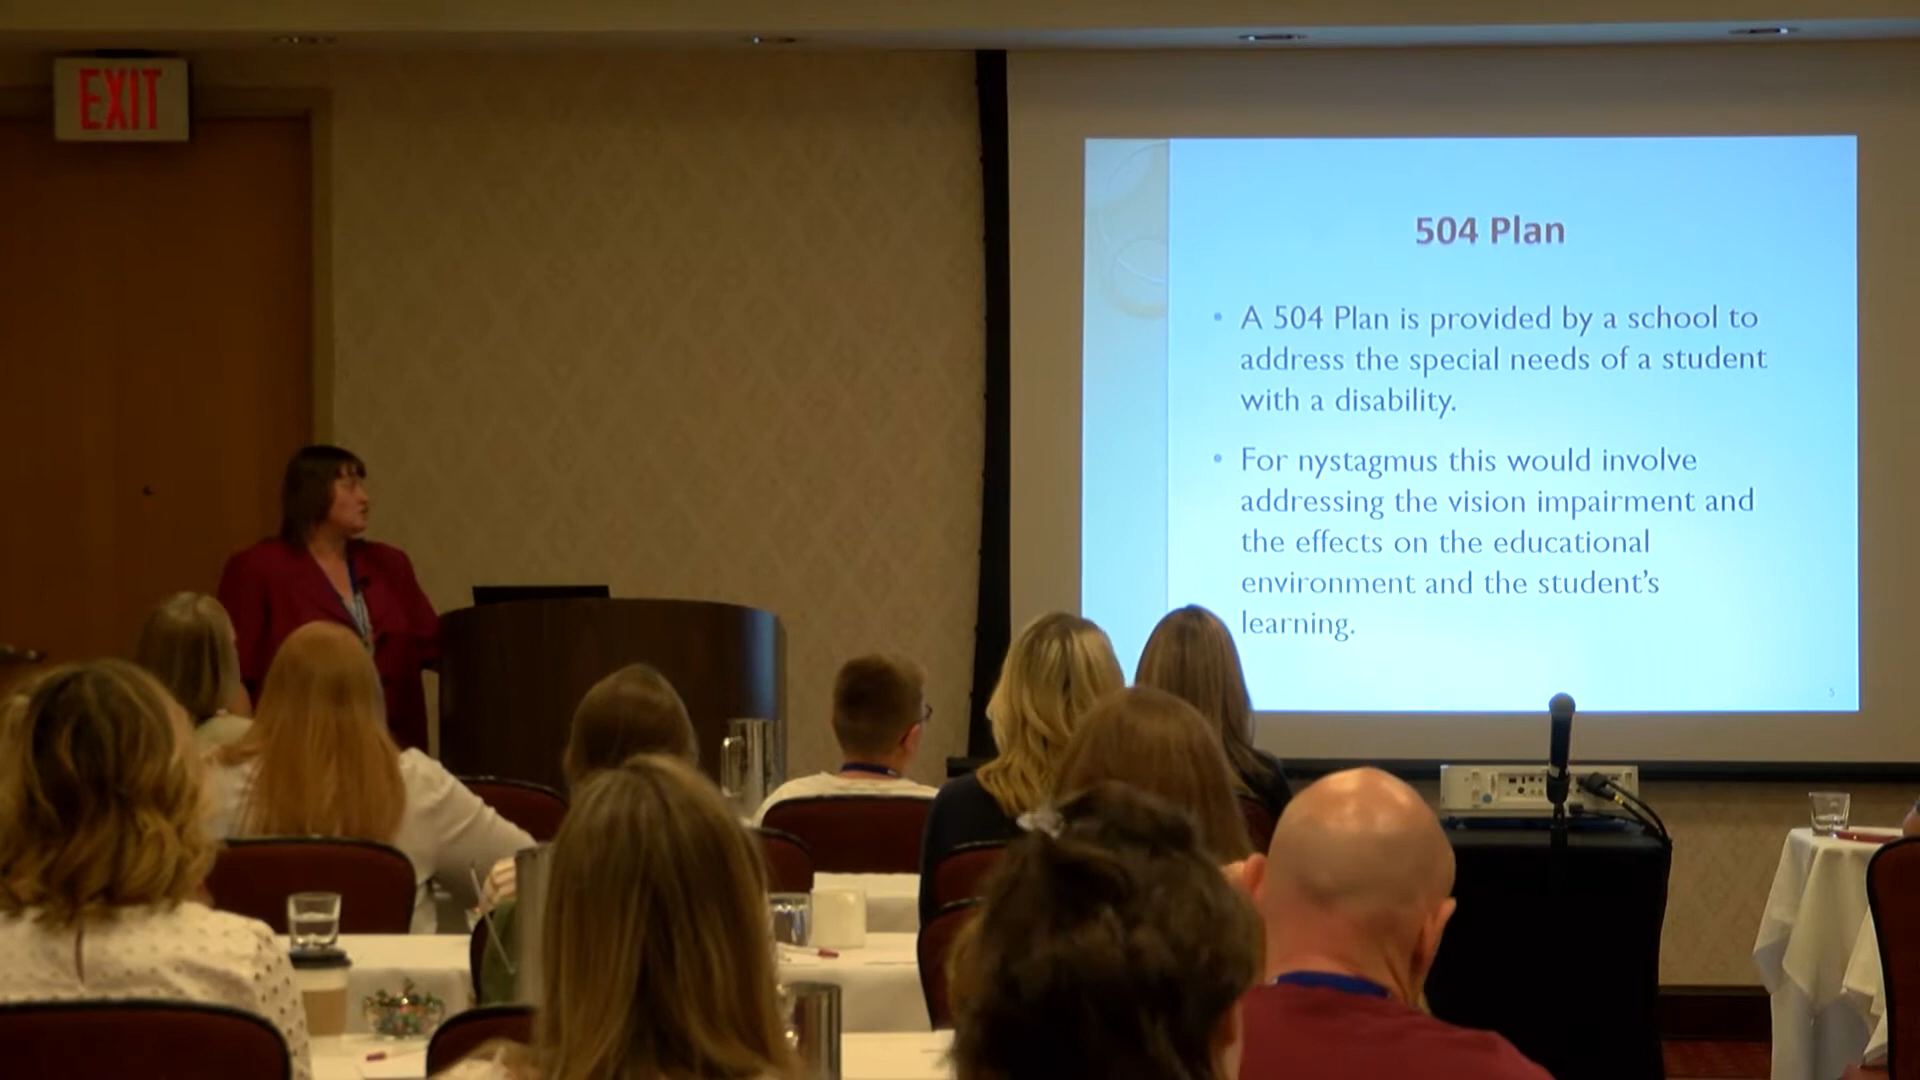 EXIT
504 Plan
• A 504 Plan is provided by a school to
address the special needs of a student
with a disability.
• For nystagmus this would involve
addressing the vision impairment and
the effects on the educational
environment and the student's
learning.
5